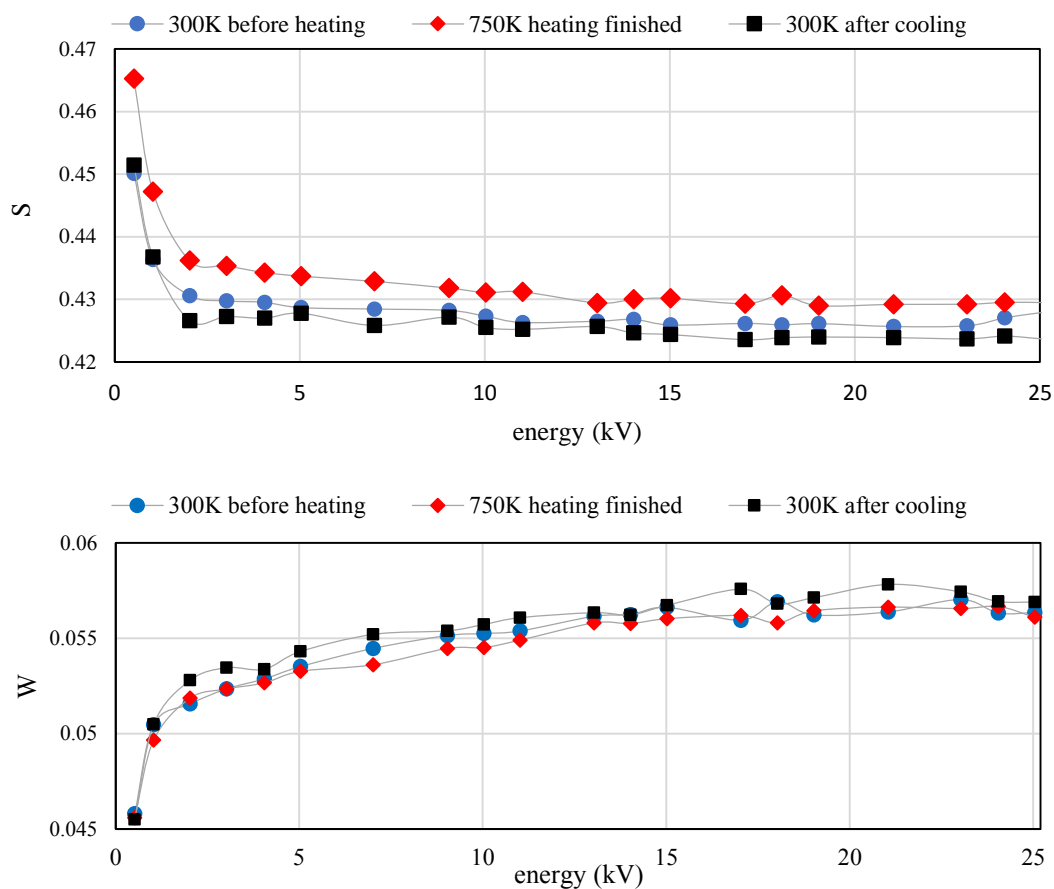 300K before heating 750K heating finished 300K after cooling
0.47
0.46
0.45
0.44
0.43
0.42
S
0 5 10 15 20 25
energy (kV)
300K before heating 750K heating finished 300K after cooling
0.06
0.055
0.05
0.045
W
0 5 10 15 20 25
energy (kV)